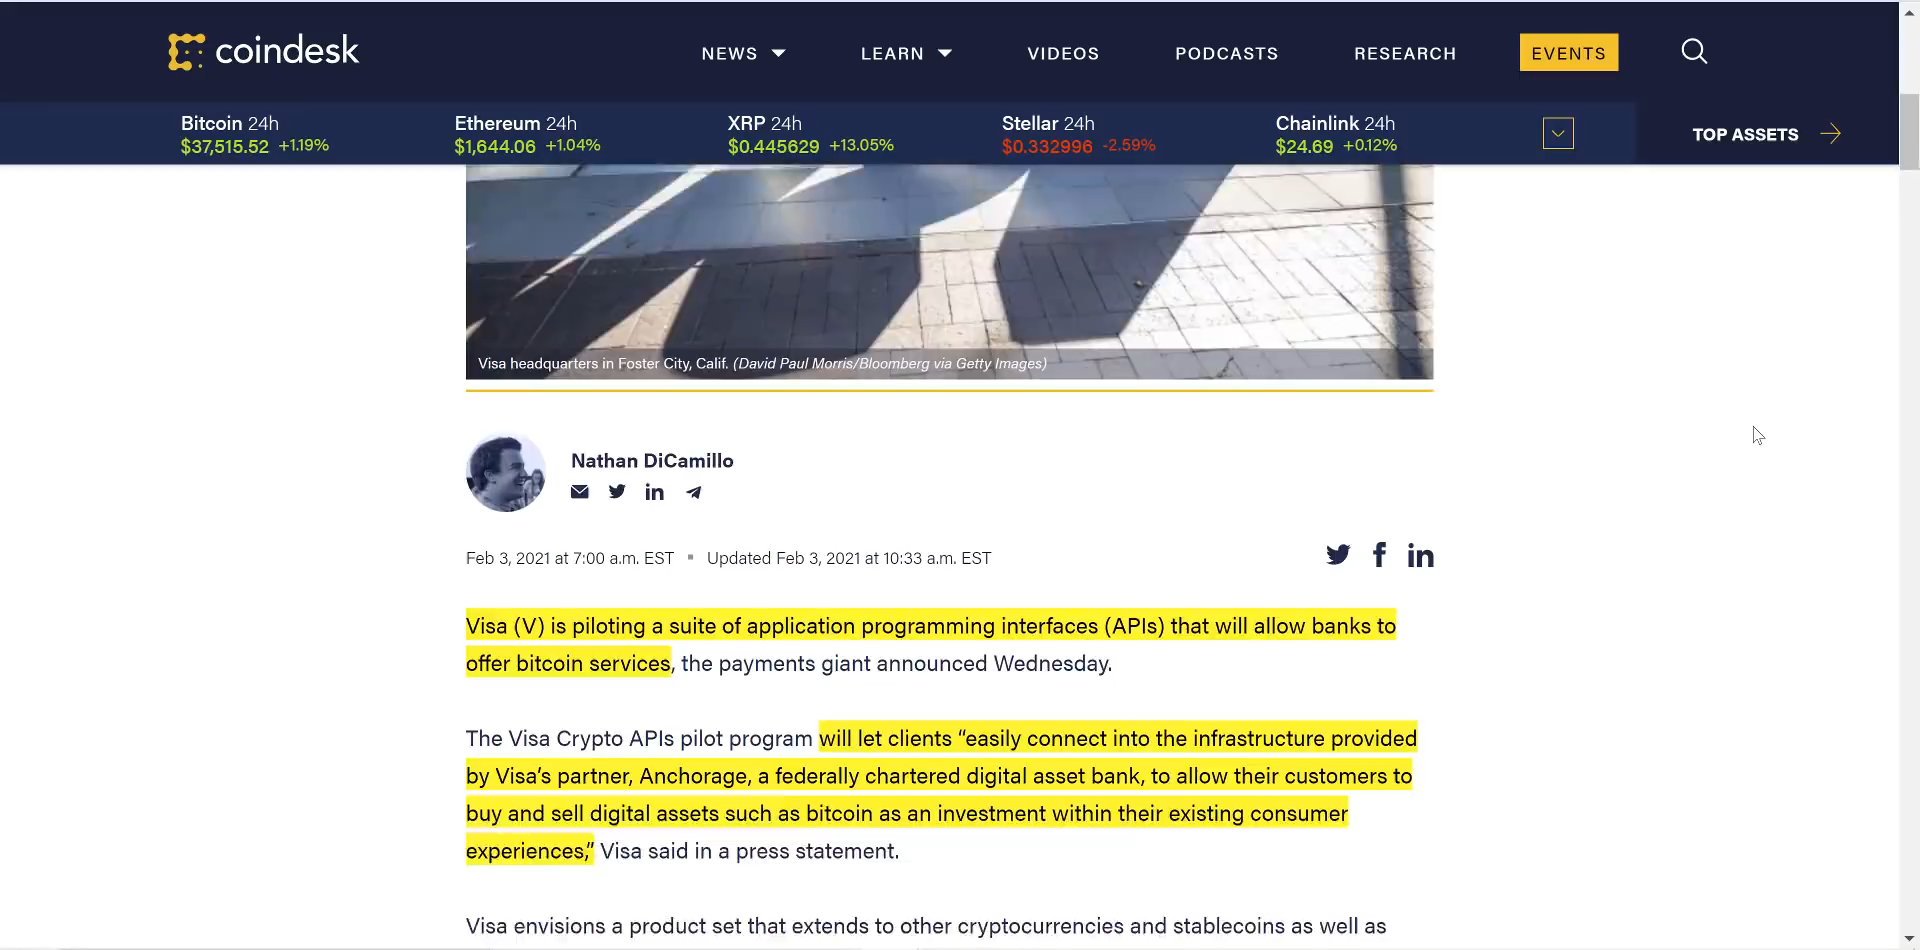 coindesk
NEWS
LEARN
VIDEOS
PODCASTS
RESEARCH
EVENTS
Bitcoin 24h
$37,515.52 +1.19%
Ethereum 24h
$1,644.06 +1.04%
XRP 24h
$0.445629 +13.05%
Stellar 24h
$0.332996 -2.59%
Chainlink 24h
$24.69 +0.12%
TOP ASSETS
Visa headquarters in Foster City, Calif. (David Paul Morris/Bloomberg via Getty Images)
Nathan DiCamillo
Feb 3, 2021 at 7:00 a.m. EST ▪ Updated Feb 3, 2021 at 10:33 a.m. EST
Visa (V) is piloting a suite of application programming interfaces (APIs) that will allow banks to
offer bitcoin services, the payments giant announced Wednesday.
The Visa Crypto APIs pilot program will let clients “easily connect into the infrastructure provided
by Visa’s partner, Anchorage, a federally chartered digital asset bank, to allow their customers to
buy and sell digital assets such as bitcoin as an investment within their existing consumer
experiences,” Visa said in a press statement.
Visa envisions a product set that extends to other cryptocurrencies and stablecoins as well as